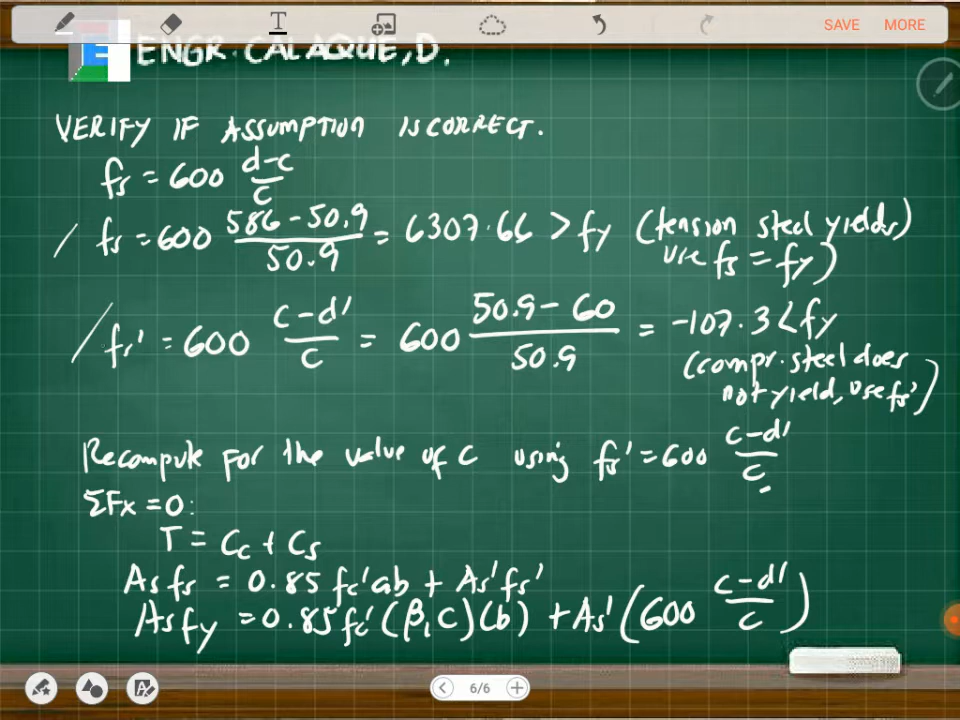 SAVE MORE
E ENGR. CALAQUE, D.
VERIFY IF ASSUMPTION IS CORRECT.
fs = 600 d-c/c
/ fs = 600 586-50.9/50.9 = 6307.66 > fy (tension steel yields)
use fs = fy)
/ fs' = 600 c-d'/c = 600 50.9-60/50.9 = -107.3 < fy
(compr. steel does
not yield, use fs')
Recompute for the value of c using fs' = 600 c-d'/c.
ΣFx = 0:
T = Cc + Cs
As fs = 0.85 fc' ab + As' fs'
As fy = 0.85 fc' (β1 c)(b) + As' (600 c-d'/c)
6/6